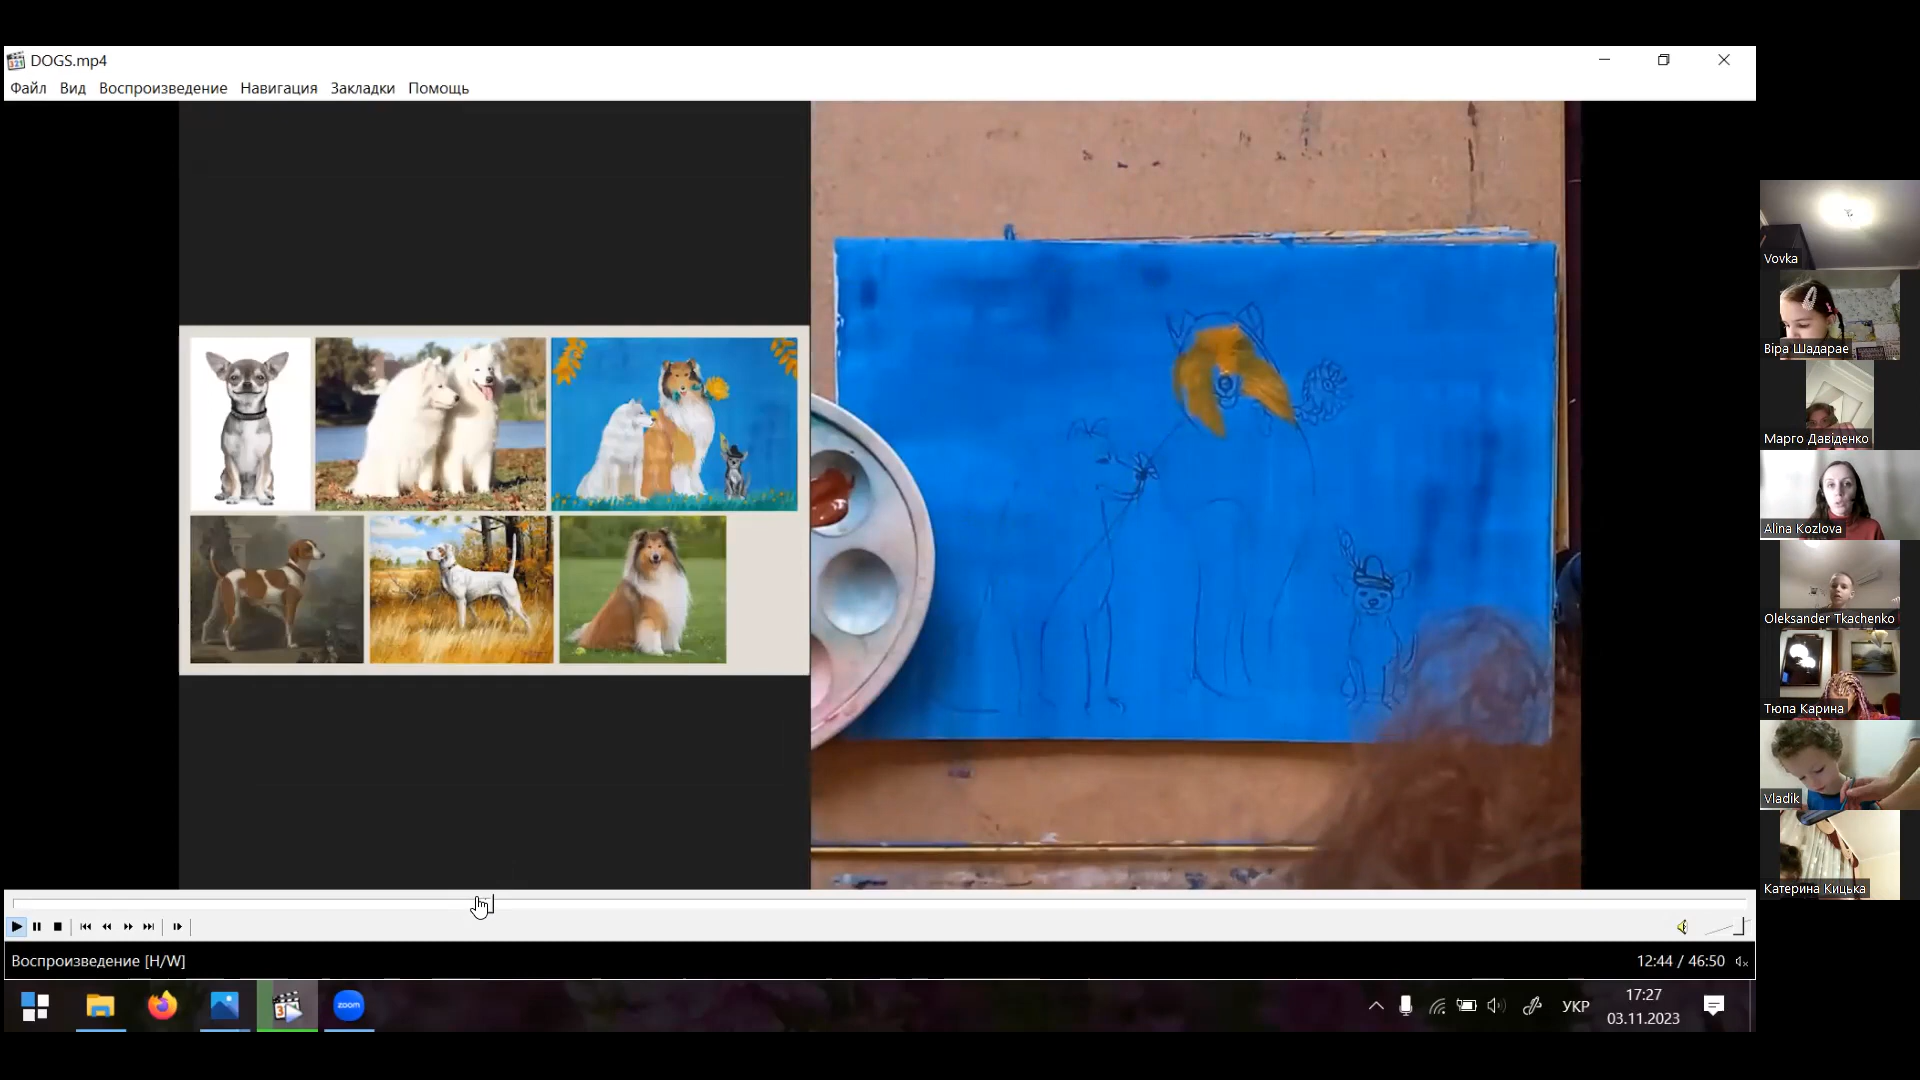 DOGS.mp4
Файл Вид Воспроизведение Навигация Закладки Помощь
Vovka
Віра Шадарае
Марго Давіденко
Alina Kozlova
Oleksander Tkachenko
Тюпа Карина
Vladik
Катерина Кицька
Воспроизведение [H/W]
12:44 / 46:50
321
zoom
УКР
17:27
03.11.2023